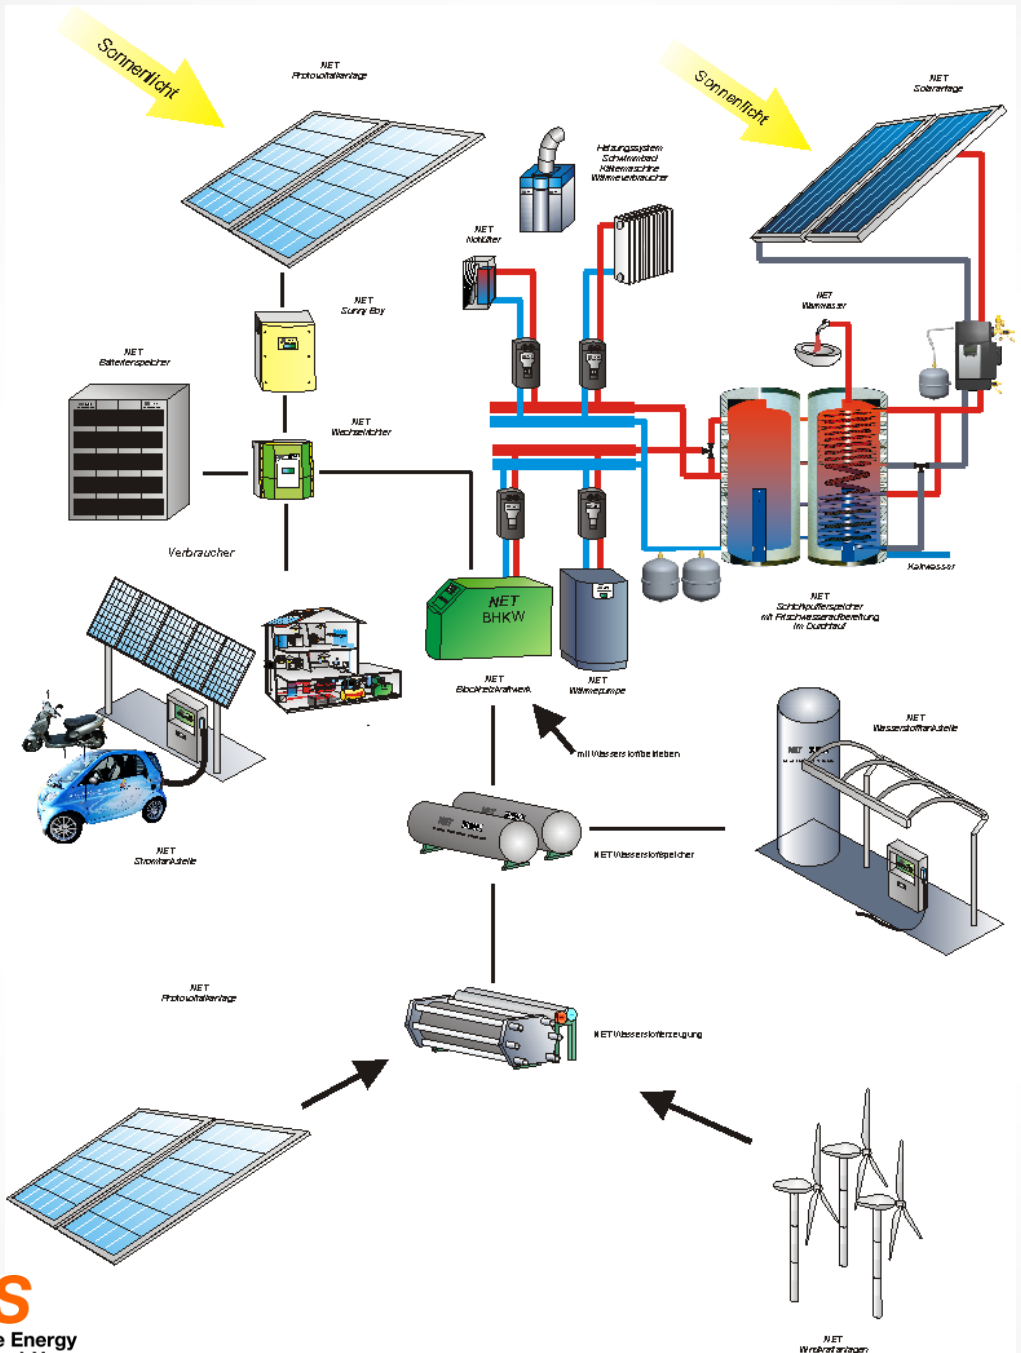 Sonnenlicht
NET
Photovoltaikanlage
Sonnenlicht
NET
Solaranlage
Heizungssystem
Schwimmbad
Kältemaschine
Wärmeverbraucher
NET
Notkühler
NET
Sunny Boy
NET
Warmwasser
NET
Batteriespeicher
NET
Wechselrichter
Verbraucher
Kaltwasser
NET
BHKW
NET
Schichtpufferspeicher
mit Frischwasseraufbereitung
im Durchlauf
NET
Blockheizkraftwerk
NET
Wärmepumpe
NET
Wasserstofftankstelle
mit Wasserstoff betrieben
NET
NET
NET
Stromtankstelle
NET Wasserstoffspeicher
NET
Photovoltaikanlage
NET Wasserstofferzeugung
S
e Energy
NET
Windkraftanlagen